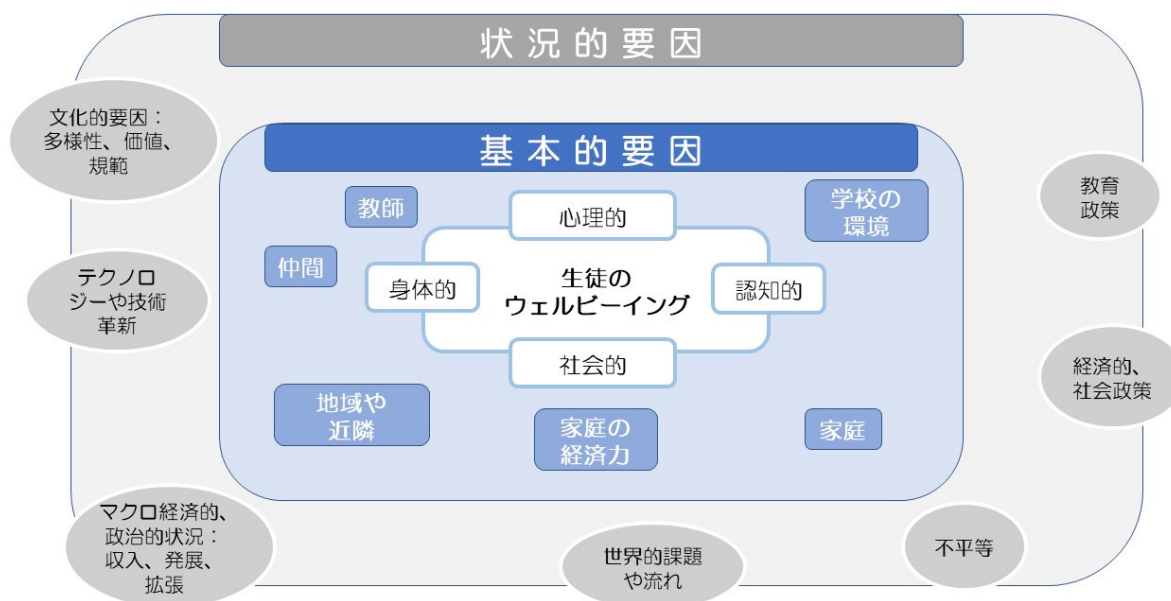 状況的要因
文化的要因：
多様性、価値、
規範
基本的要因
教師
心理的
学校の
環境
教育
政策
仲間
テクノロ
ジーや技術
革新
身体的
生徒の
ウェルビーイング
認知的
社会的
経済的、
社会政策
地域や
近隣
家庭の
経済力
家庭
マクロ経済的、
政治的状況：
収入、発展、
拡張
世界的課題
や流れ
不平等